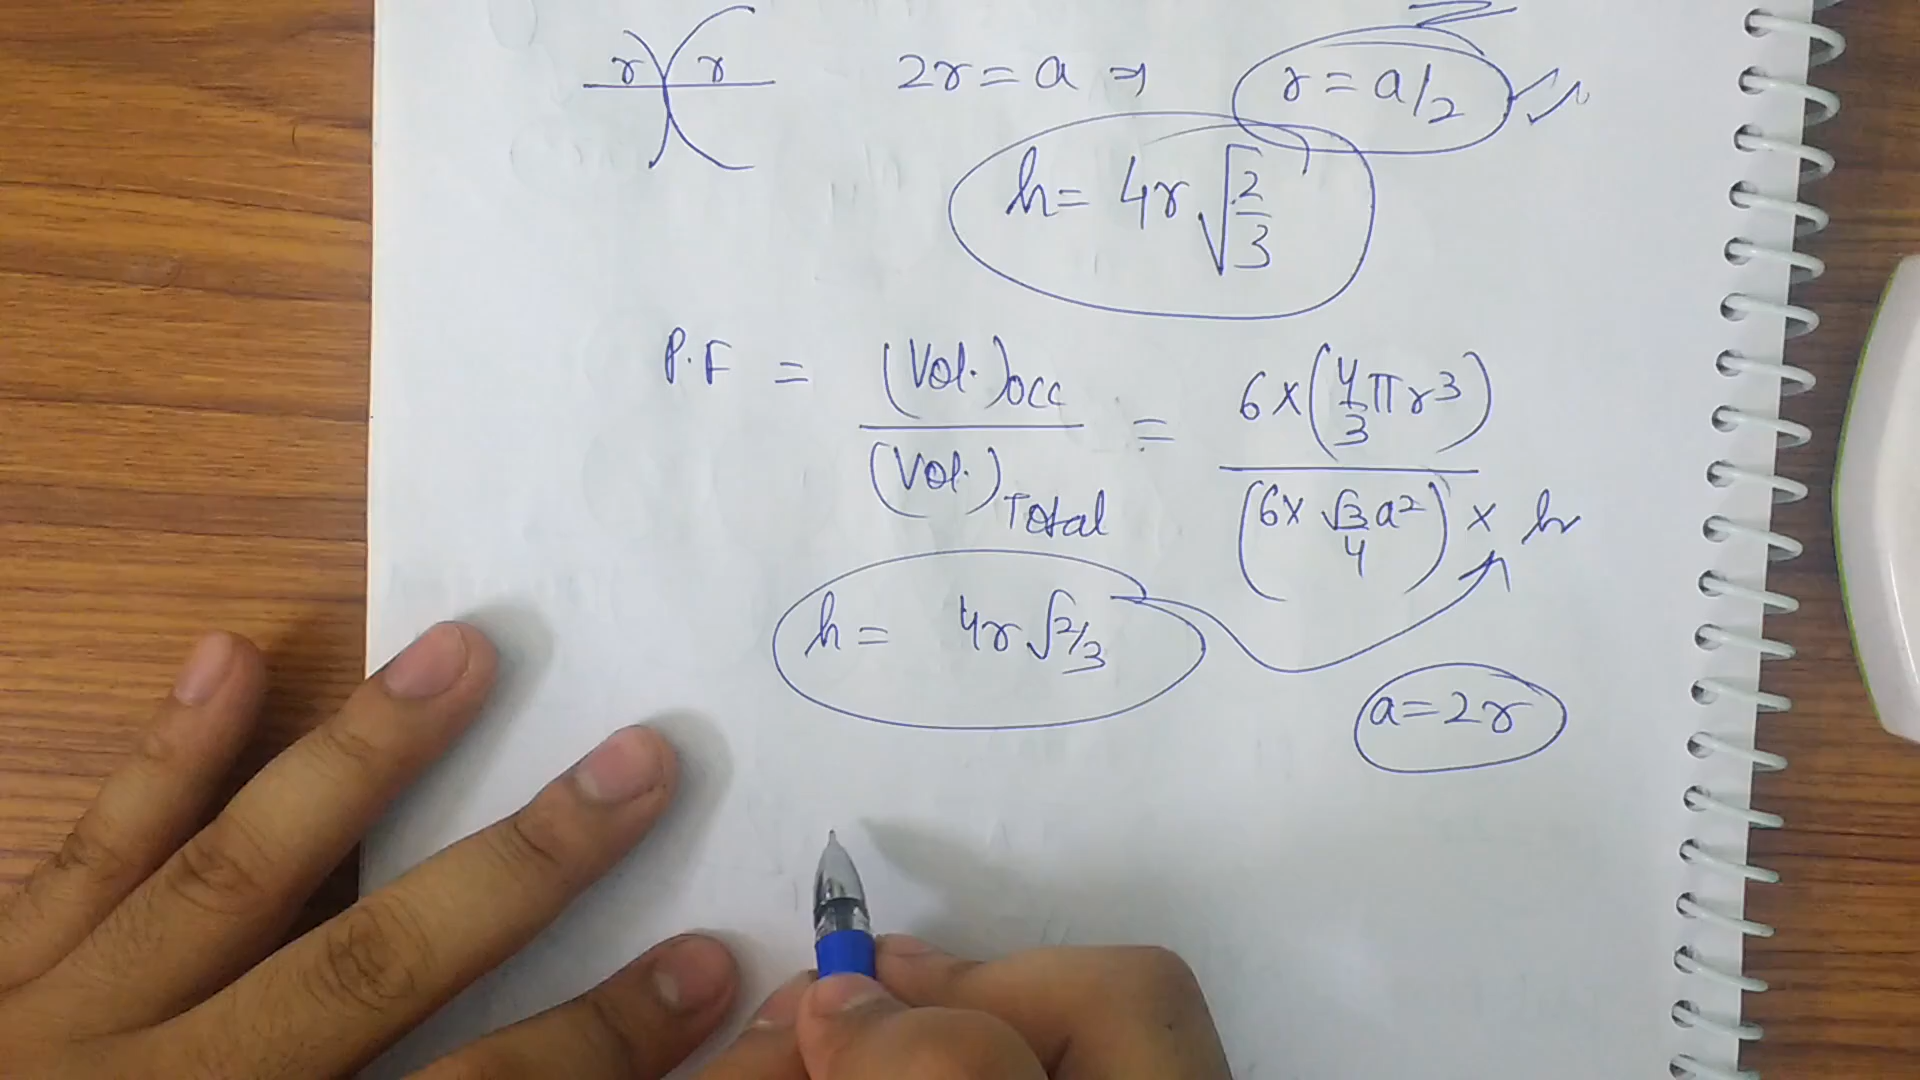 r r 2r = a ⇒ r = a/2
h = 4r √(2/3)
P.F = (Vol.)occ / (Vol.)Total = 6 × (4/3 πr³) / (6 × √3/4 a²) × h
h = 4r √2/3
a = 2r